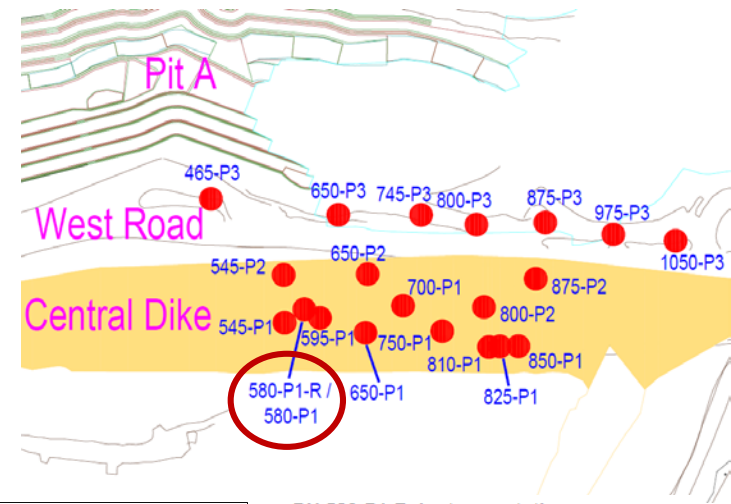 Pit A
465-P3
650-P3
745-P3
800-P3
875-P3
975-P3
1050-P3
West Road
545-P2
650-P2
700-P1
875-P2
800-P2
Central Dike
545-P1
595-P1
750-P1
810-P1
850-P1
580-P1-R /
580-P1
650-P1
825-P1